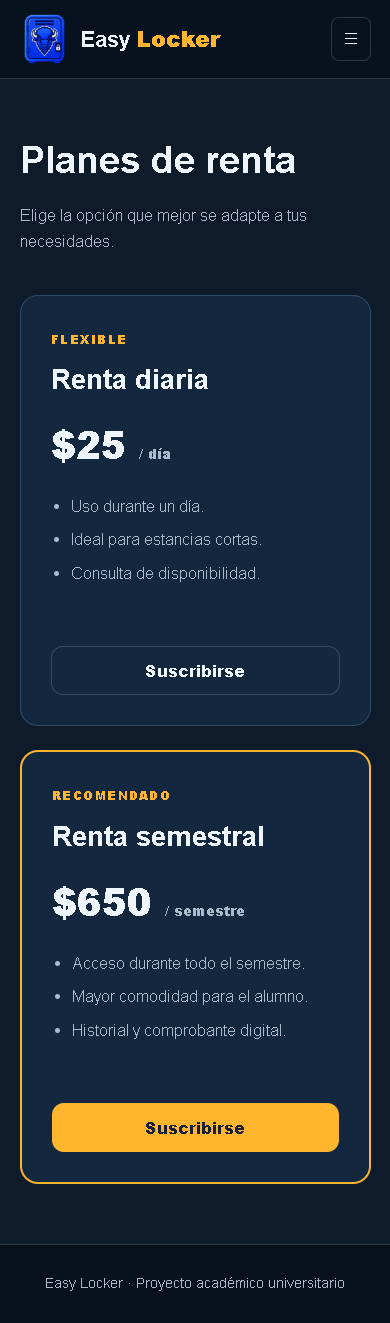 Easy Locker
☰
Planes de renta
Elige la opción que mejor se adapte a tus
necesidades.
FLEXIBLE
Renta diaria
$25 / día
• Uso durante un día.
• Ideal para estancias cortas.
• Consulta de disponibilidad.
Suscribirse
RECOMENDADO
Renta semestral
$650 / semestre
• Acceso durante todo el semestre.
• Mayor comodidad para el alumno.
• Historial y comprobante digital.
Suscribirse
Easy Locker · Proyecto académico universitario